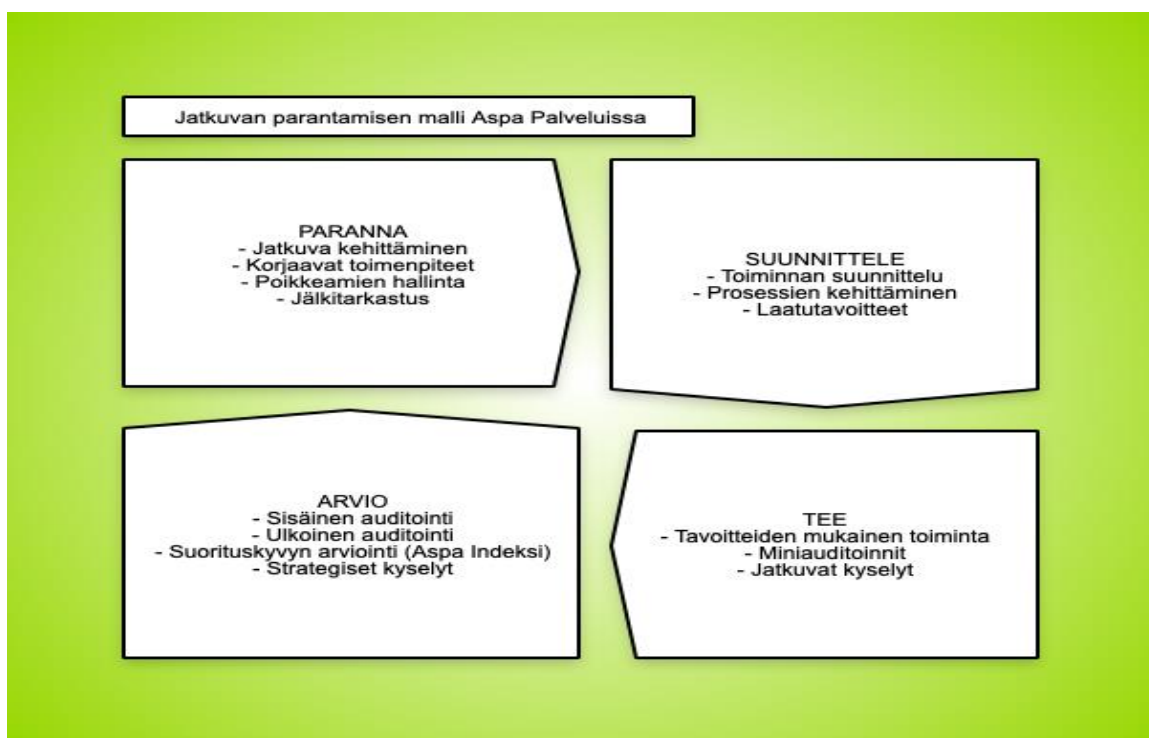 Jatkuvan parantamisen malli Aspa Palveluissa
PARANNA
- Jatkuva kehittäminen
- Korjaavat toimenpiteet
- Poikkeamien hallinta
- Jälkitarkastus
SUUNNITTELE
- Toiminnan suunnittelu
- Prosessien kehittäminen
- Laatutavoitteet
ARVIO
- Sisäinen auditointi
- Ulkoinen auditointi
- Suorituskyvyn arviointi (Aspa Indeksi)
- Strategiset kyselyt
TEE
- Tavoitteiden mukainen toiminta
- Miniauditoinnit
- Jatkuvat kyselyt